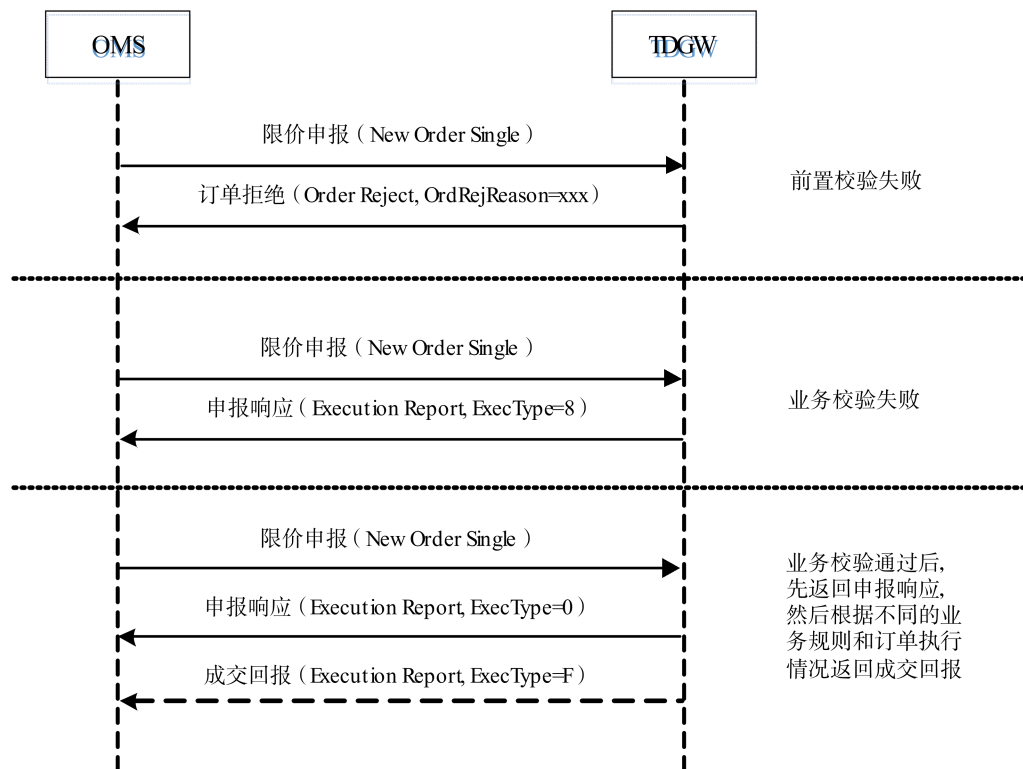 OMS
TDGW
限价申报（New Order Single）
订单拒绝（Order Reject, OrdRejReason=xxx）
前置校验失败
限价申报（New Order Single）
申报响应（Execution Report, ExecType=8）
业务校验失败
限价申报（New Order Single）
申报响应（Execution Report, ExecType=0）
成交回报（Execution Report, ExecType=F）
业务校验通过后,
先返回申报响应,
然后根据不同的业
务规则和订单执行
情况返回成交回报